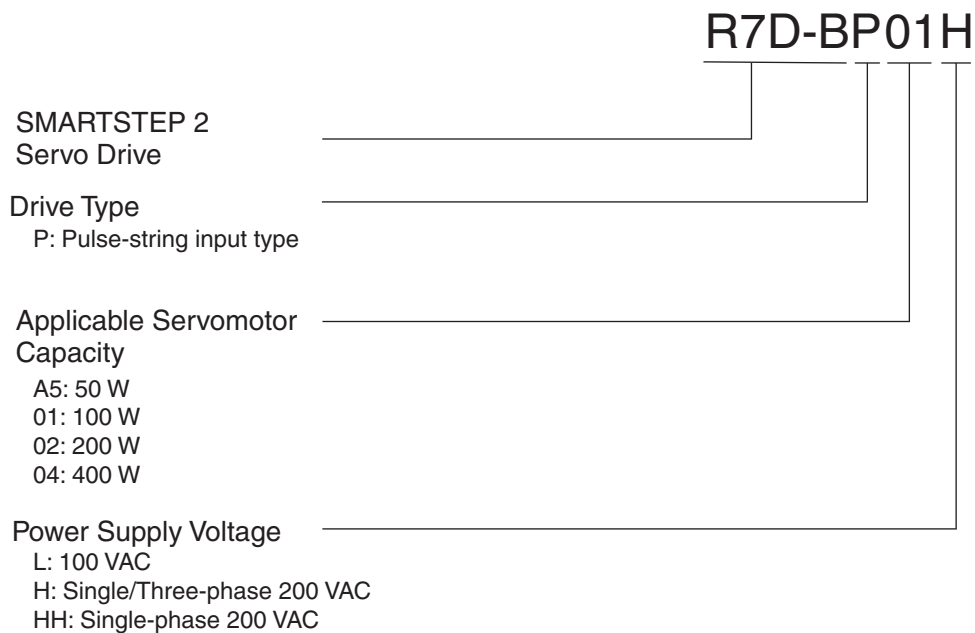 R7D-BP01H
SMARTSTEP 2
Servo Drive
Drive Type
P: Pulse-string input type
Applicable Servomotor
Capacity
A5: 50 W
01: 100 W
02: 200 W
04: 400 W
Power Supply Voltage
L: 100 VAC
H: Single/Three-phase 200 VAC
HH: Single-phase 200 VAC